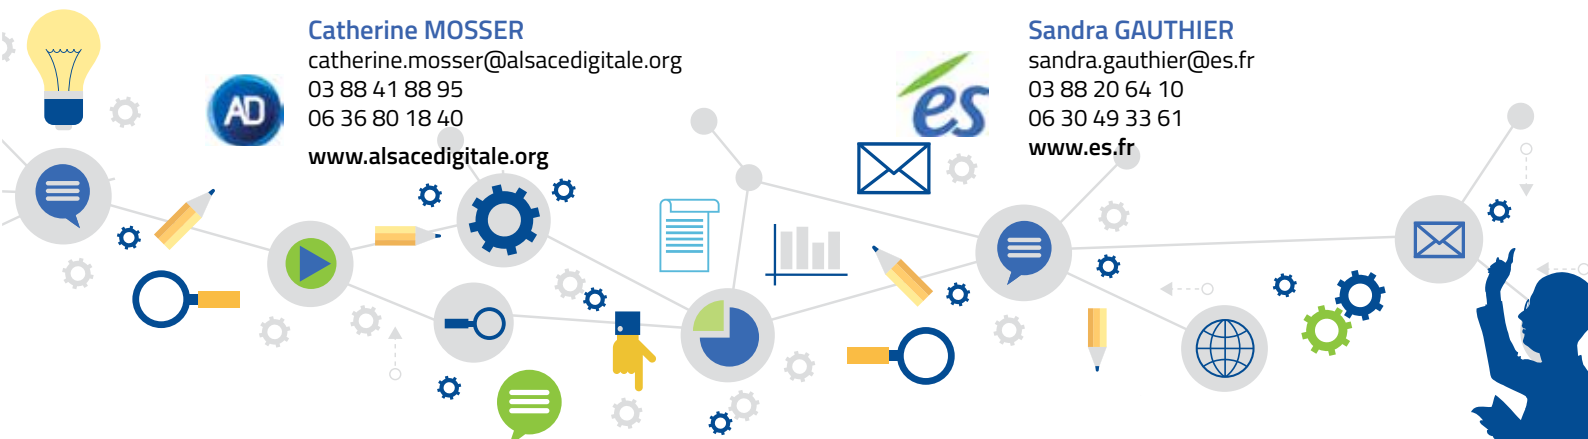 Catherine MOSSER
catherine.mosser@alsacedigitale.org
03 88 41 88 95
06 36 80 18 40
www.alsacedigitale.org
AD
Sandra GAUTHIER
sandra.gauthier@es.fr
03 88 20 64 10
06 30 49 33 61
www.es.fr
és